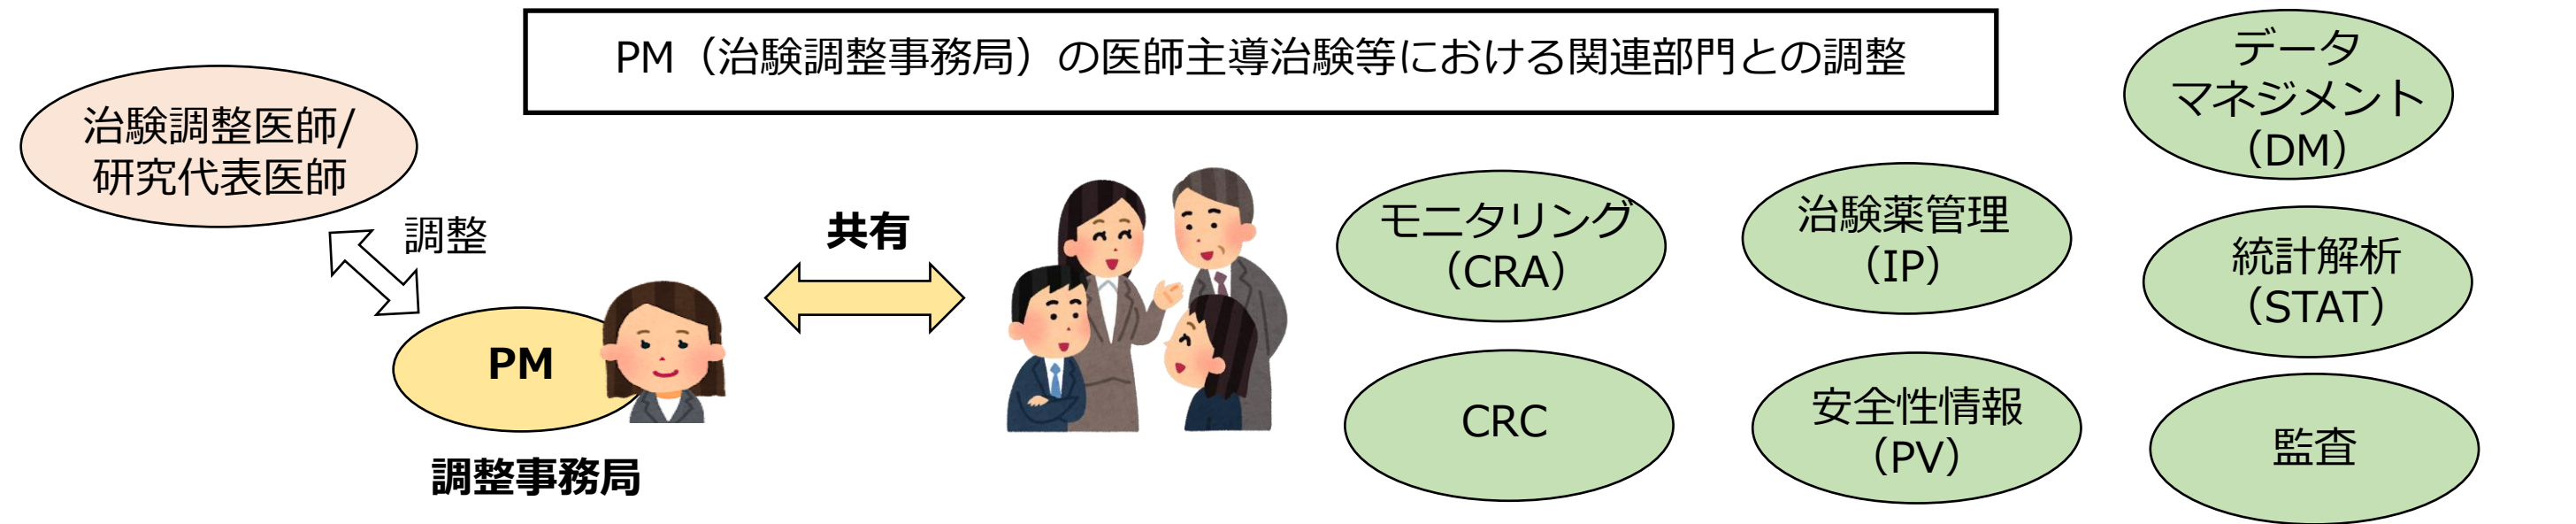 PM（治験調整事務局）の医師主導治験等における関連部門との調整
治験調整医師/
研究代表医師
調整
PM
調整事務局
共有
モニタリング
（CRA）
CRC
治験薬管理
（IP）
安全性情報
（PV）
データ
マネジメント
（DM）
統計解析
（STAT）
監査